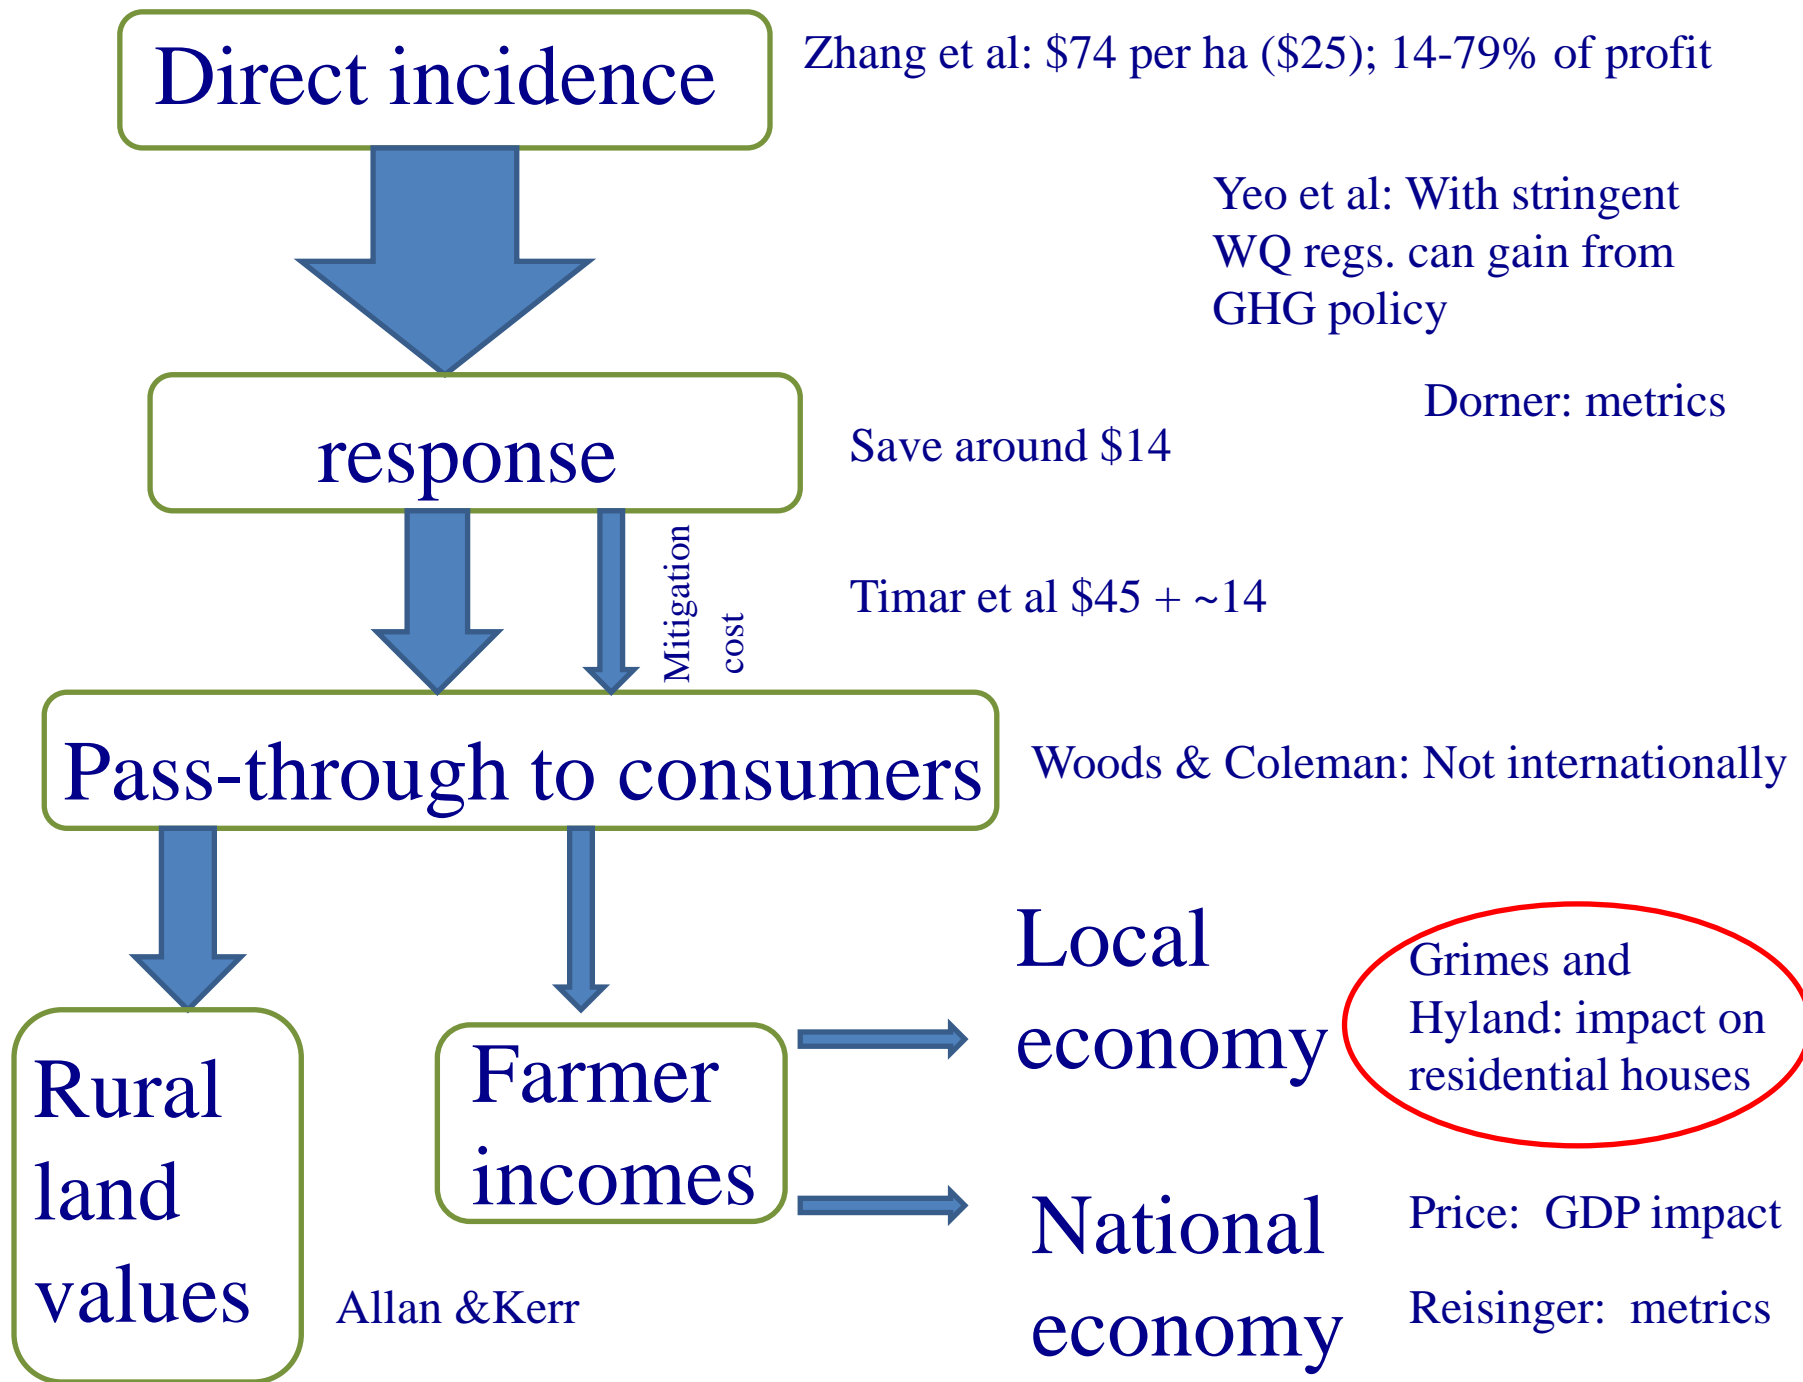 Direct incidence
Zhang et al: $74 per ha ($25); 14-79% of profit
Yeo et al: With stringent
WQ regs. can gain from
GHG policy
Dorner: metrics
response
Save around $14
Mitigation
cost
Timar et al $45 + ~14
Pass-through to consumers
Woods & Coleman: Not internationally
Local
economy
Grimes and
Hyland: impact on
residential houses
Rural
land
values
Farmer
incomes
National
economy
Price:  GDP impact
Allan &Kerr
Reisinger:  metrics